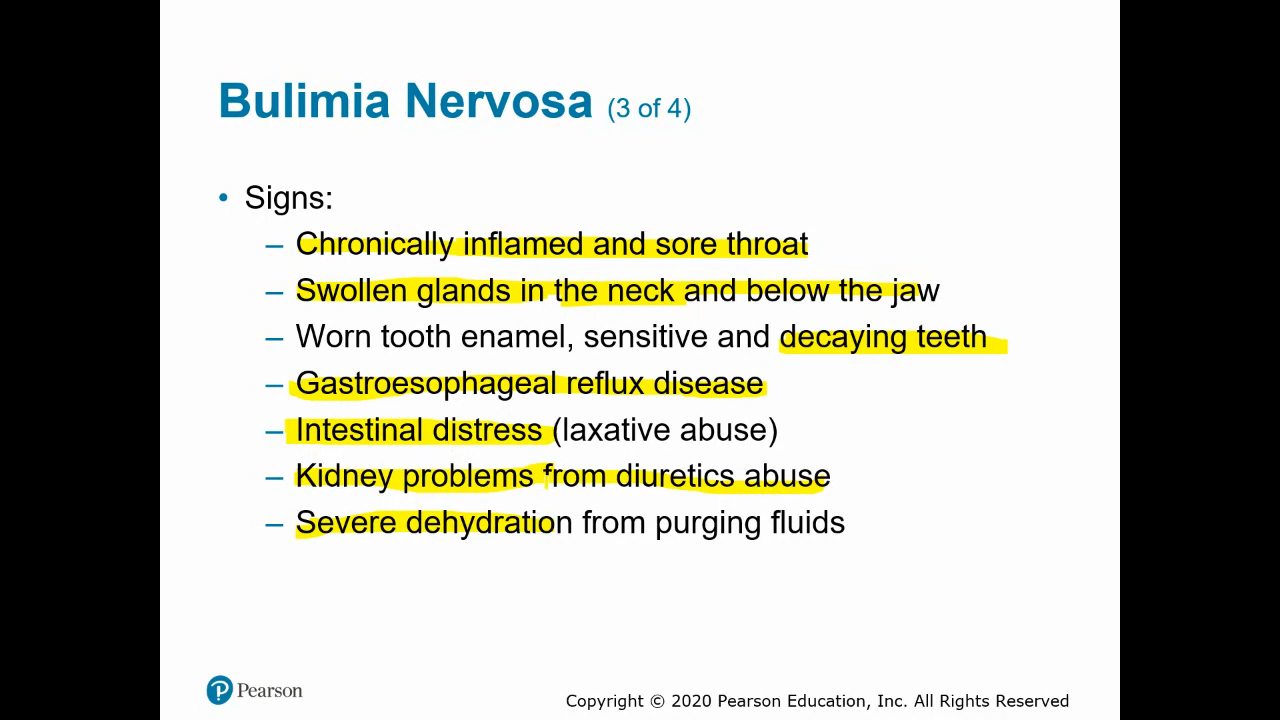 Bulimia Nervosa (3 of 4)
• Signs:
– Chronically inflamed and sore throat
– Swollen glands in the neck and below the jaw
– Worn tooth enamel, sensitive and decaying teeth
– Gastroesophageal reflux disease
– Intestinal distress (laxative abuse)
– Kidney problems from diuretics abuse
– Severe dehydration from purging fluids
P Pearson
Copyright © 2020 Pearson Education, Inc. All Rights Reserved